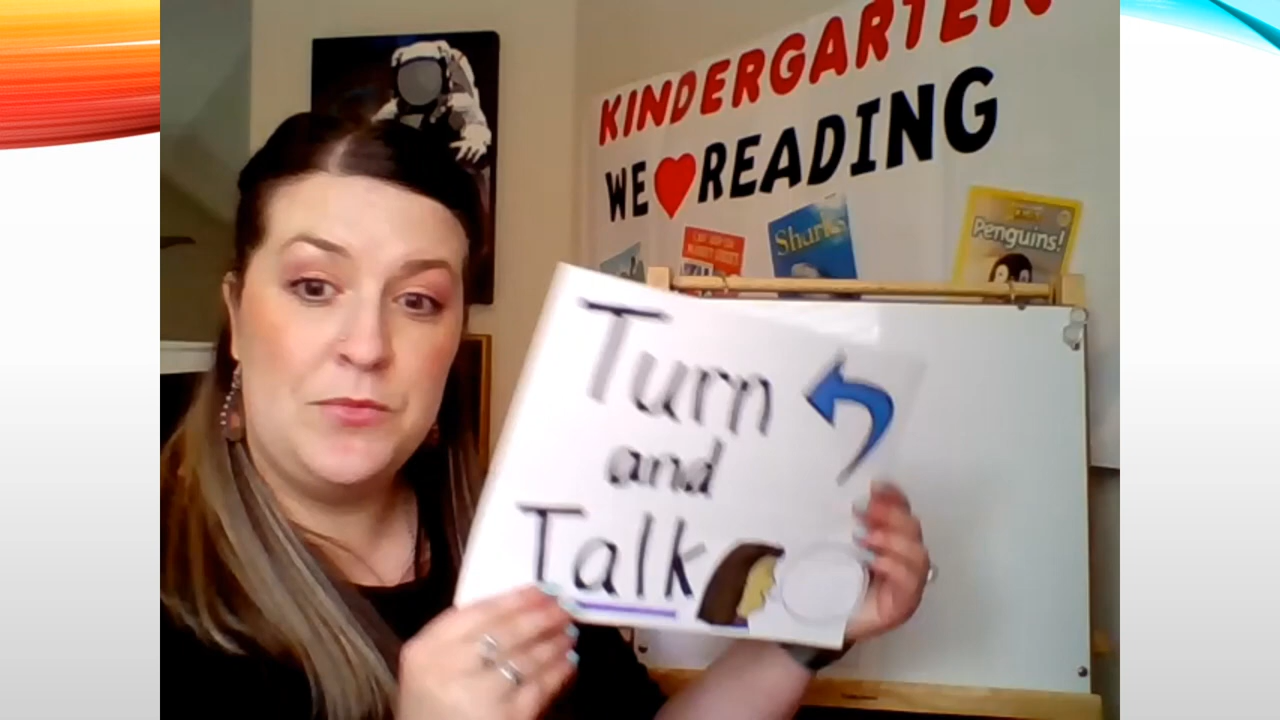 KINDERGARTEN
WE READING
Sharks
Penguins!
Turn
and
Talk